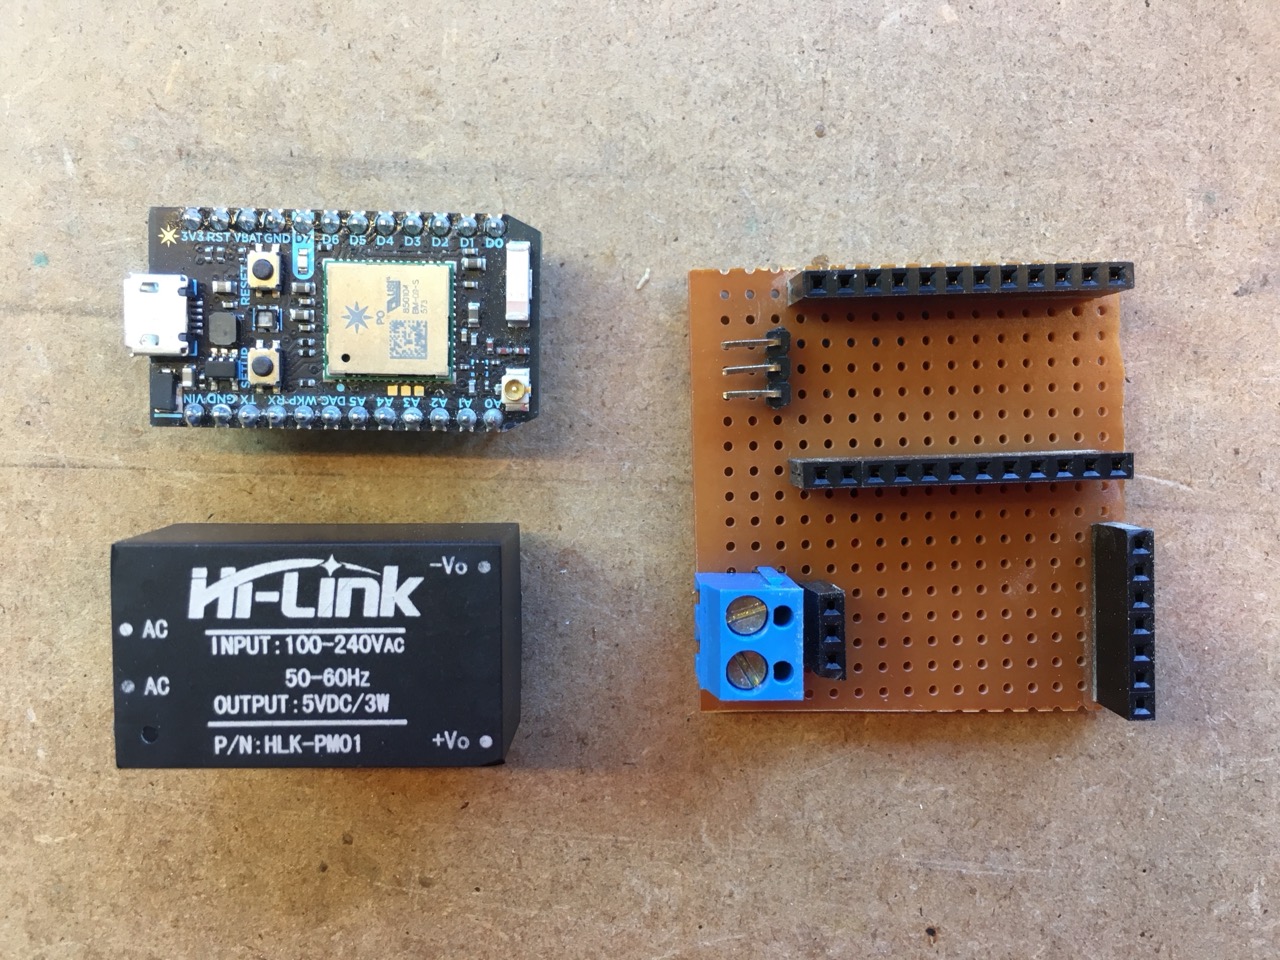 3V3 RST VBAT GND D7 D6 D5 D4 D3 D2 D1 D0
RESET
SETUP
PO
VIN GND TX RX WKP DAC A5 A4 A3 A2 A1 A0
Hi-Link
-Vo
AC
INPUT:100-240VAC
50-60Hz
AC
OUTPUT:5VDC/3W
P/N:HLK-PM01
+Vo